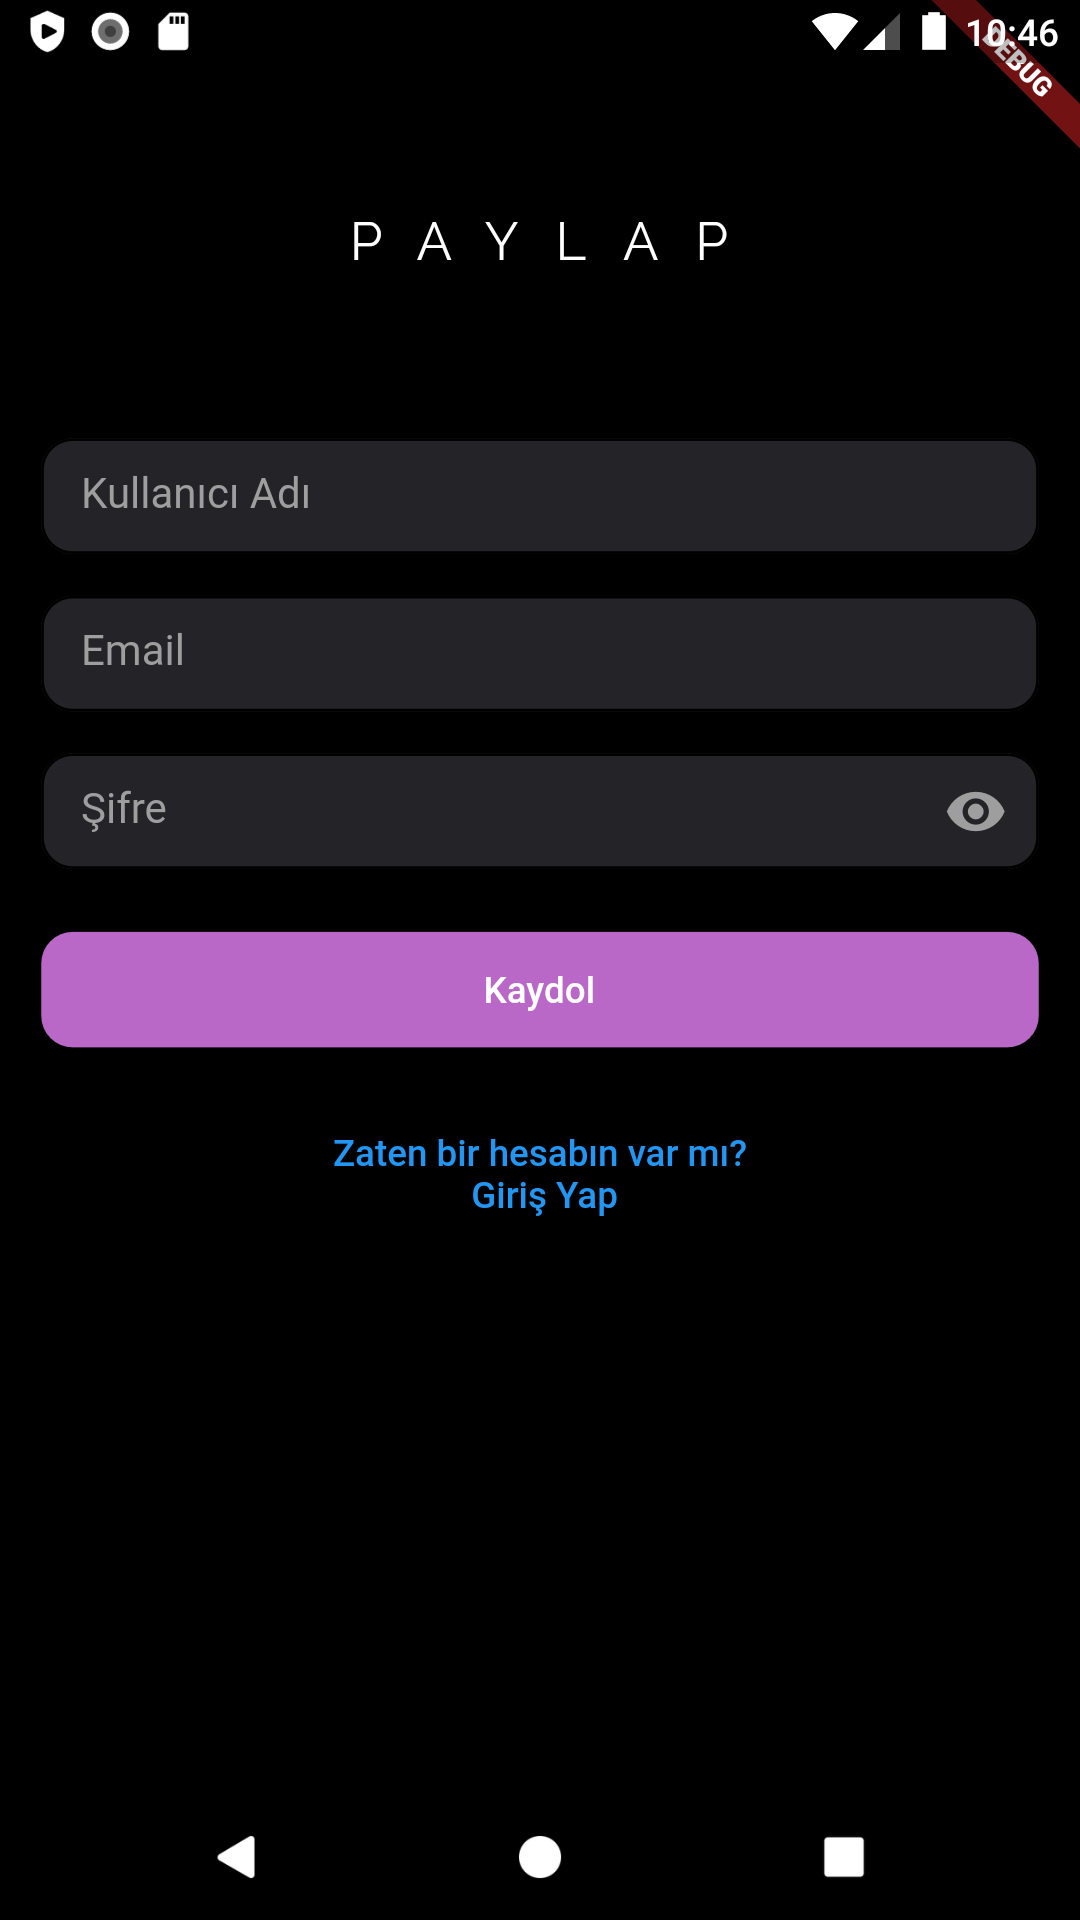 10:46
DEBUG
P A Y L A P
Kullanıcı Adı
Email
Şifre
Kaydol
Zaten bir hesabın var mı?
Giriş Yap